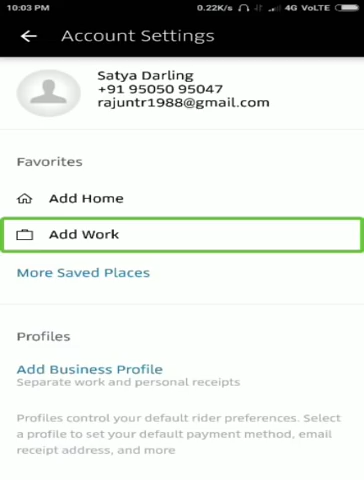 10:03 PM 0.22K/s 4G VoLTE
Account Settings
Satya Darling
+91 95050 95047
rajuntr1988@gmail.com
Favorites
Add Home
Add Work
More Saved Places
Profiles
Add Business Profile
Separate work and personal receipts
Profiles control your default rider preferences. Select
a profile to set your default payment method, email
receipt address, and more